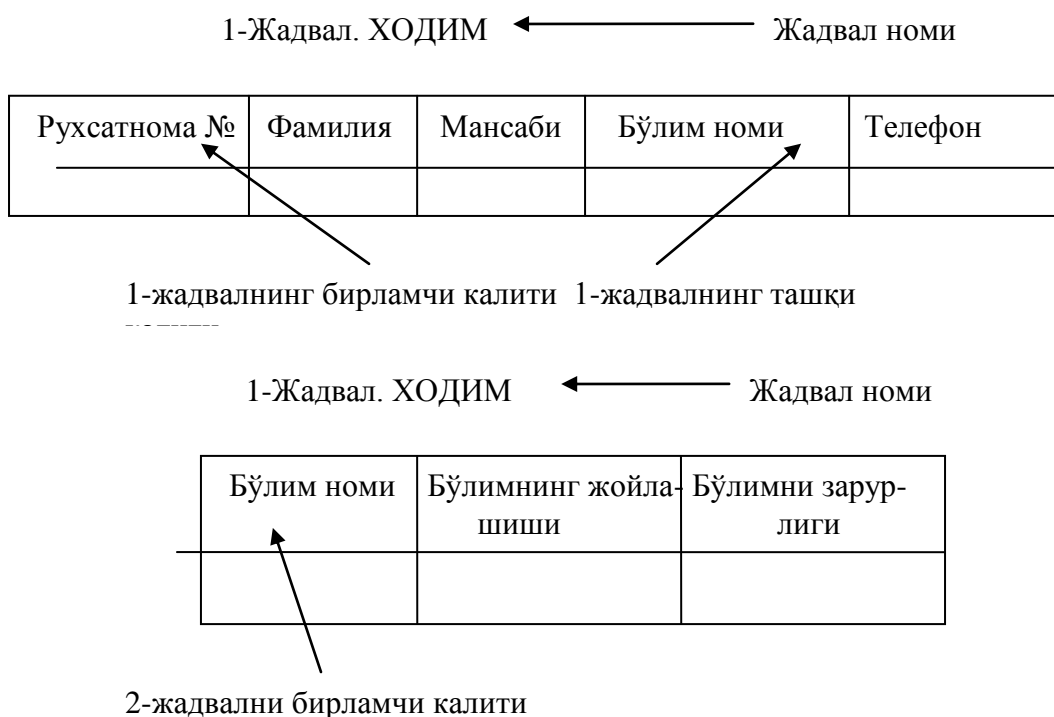 1-Жадвал. ХОДИМ Жадвал номи
Рухсатнома № Фамилия Мансаби Бўлим номи Телефон
1-жадвалнинг бирламчи калити 1-жадвалнинг ташқи
1-Жадвал. ХОДИМ Жадвал номи
Бўлим номи Бўлимнинг жойла- Бўлимни зарур-
шиши лиги
2-жадвални бирламчи калити